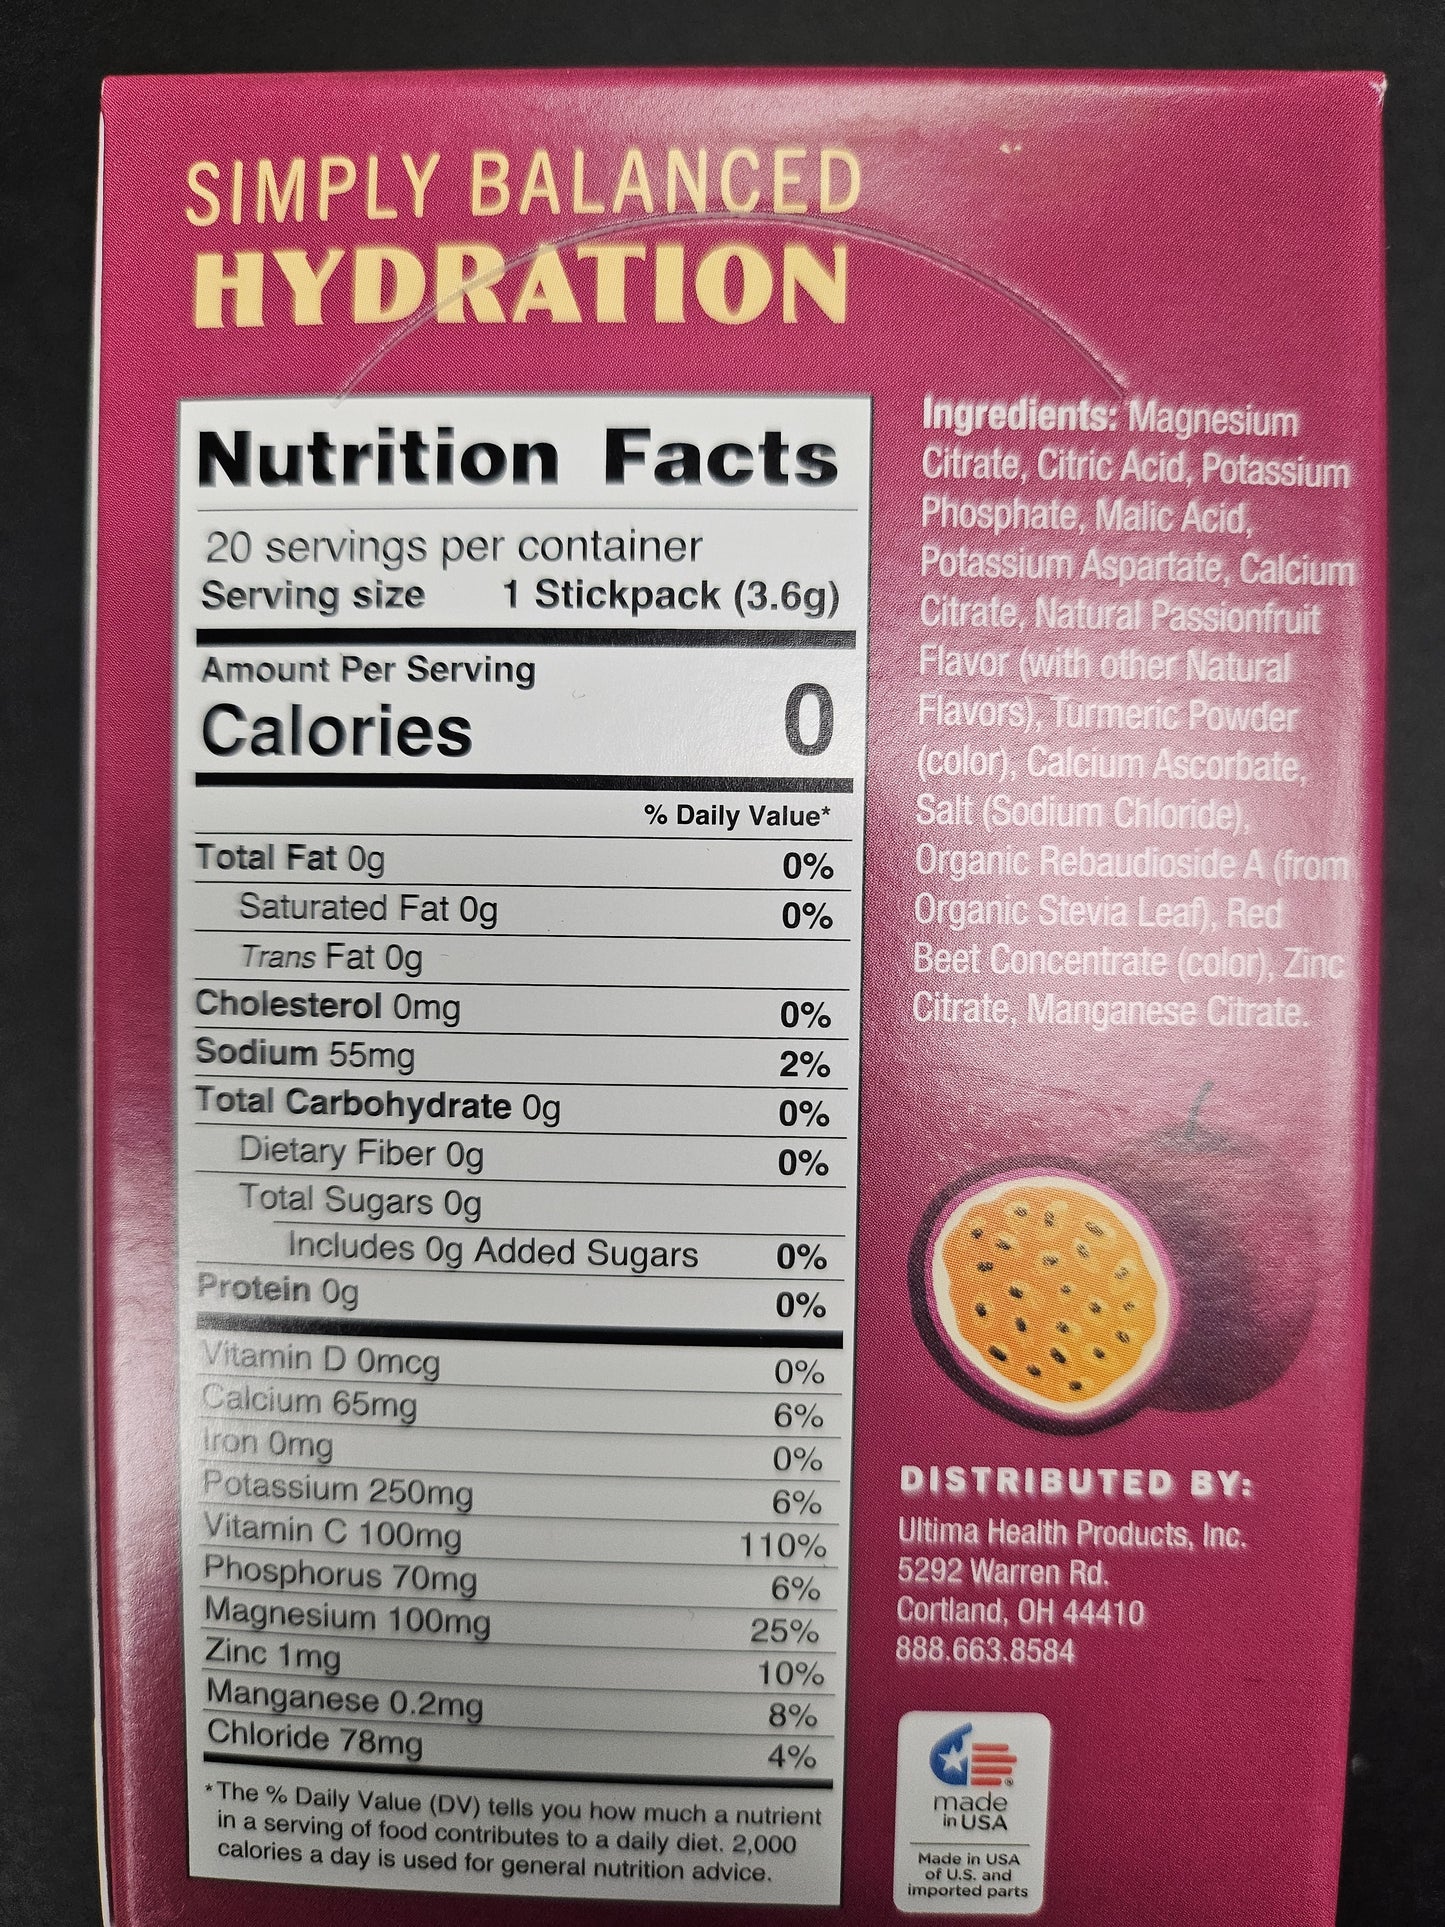 SIMPLY BALANCED
HYDRATION
Nutrition Facts
20 servings per container
Serving size 1 Stickpack (3.6g)
Amount Per Serving
Calories 0
% Daily Value*
Total Fat 0g 0%
Saturated Fat 0g 0%
Trans Fat 0g
Cholesterol 0mg 0%
Sodium 55mg 2%
Total Carbohydrate 0g 0%
Dietary Fiber 0g 0%
Total Sugars 0g
Includes 0g Added Sugars 0%
Protein 0g 0%
Vitamin D 0mcg 0%
Calcium 65mg 6%
Iron 0mg 0%
Potassium 250mg 6%
Vitamin C 100mg 110%
Phosphorus 70mg 6%
Magnesium 100mg 25%
Zinc 1mg 10%
Manganese 0.2mg 8%
Chloride 78mg 4%
*The % Daily Value (DV) tells you how much a nutrient
in a serving of food contributes to a daily diet. 2,000
calories a day is used for general nutrition advice.
Ingredients: Magnesium
Citrate, Citric Acid, Potassium
Phosphate, Malic Acid,
Potassium Aspartate, Calcium
Citrate, Natural Passionfruit
Flavor (with other Natural
Flavors), Turmeric Powder
(color), Calcium Ascorbate,
Salt (Sodium Chloride),
Organic Rebaudioside A (from
Organic Stevia Leaf), Red
Beet Concentrate (color), Zinc
Citrate, Manganese Citrate.
DISTRIBUTED BY:
Ultima Health Products, Inc.
5292 Warren Rd.
Cortland, OH 44410
888.663.8584
made
in USA
Made in USA
of U.S. and
imported parts